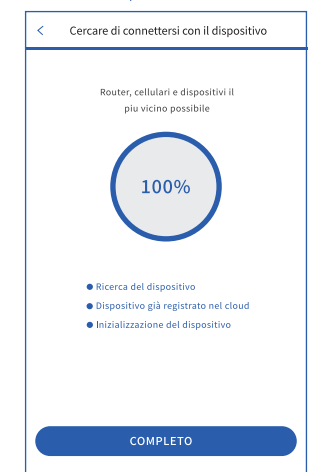 Cercare di connettersi con il dispositivo
Router, cellulari e dispositivi il
piu vicino possibile
100%
Ricerca del dispositivo
Dispositivo già registrato nel cloud
Inizializzazione del dispositivo
COMPLETO